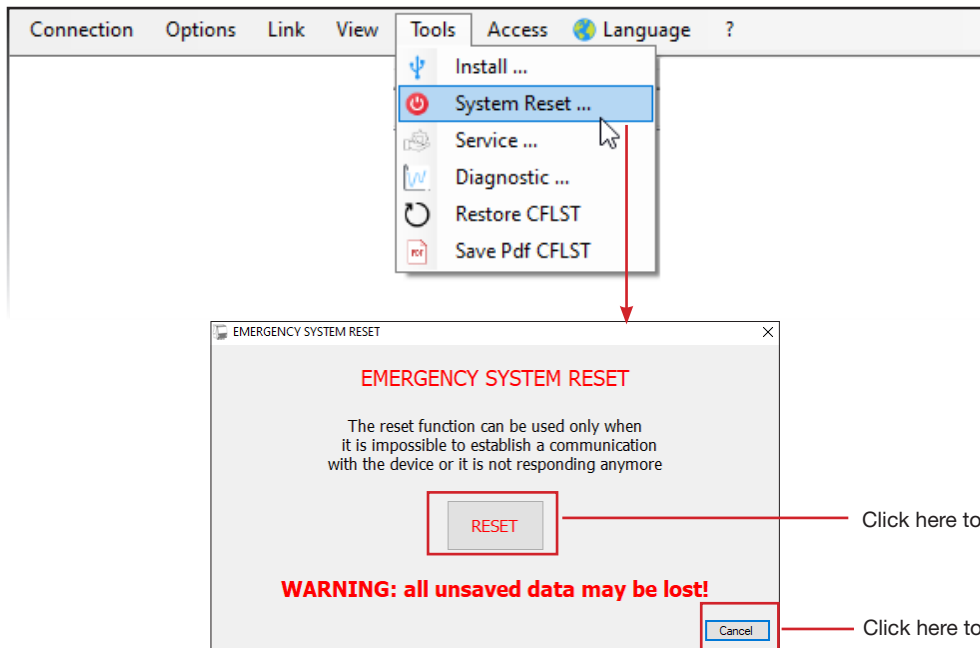 Connection Options Link View Tools Access Language ?
Install ...
System Reset ...
Service ...
Diagnostic ...
Restore CFLST
PDF
Save Pdf CFLST
EMERGENCY SYSTEM RESET
EMERGENCY SYSTEM RESET
The reset function can be used only when
it is impossible to establish a communication
with the device or it is not responding anymore
RESET
Click here to
WARNING: all unsaved data may be lost!
Cancel
Click here to